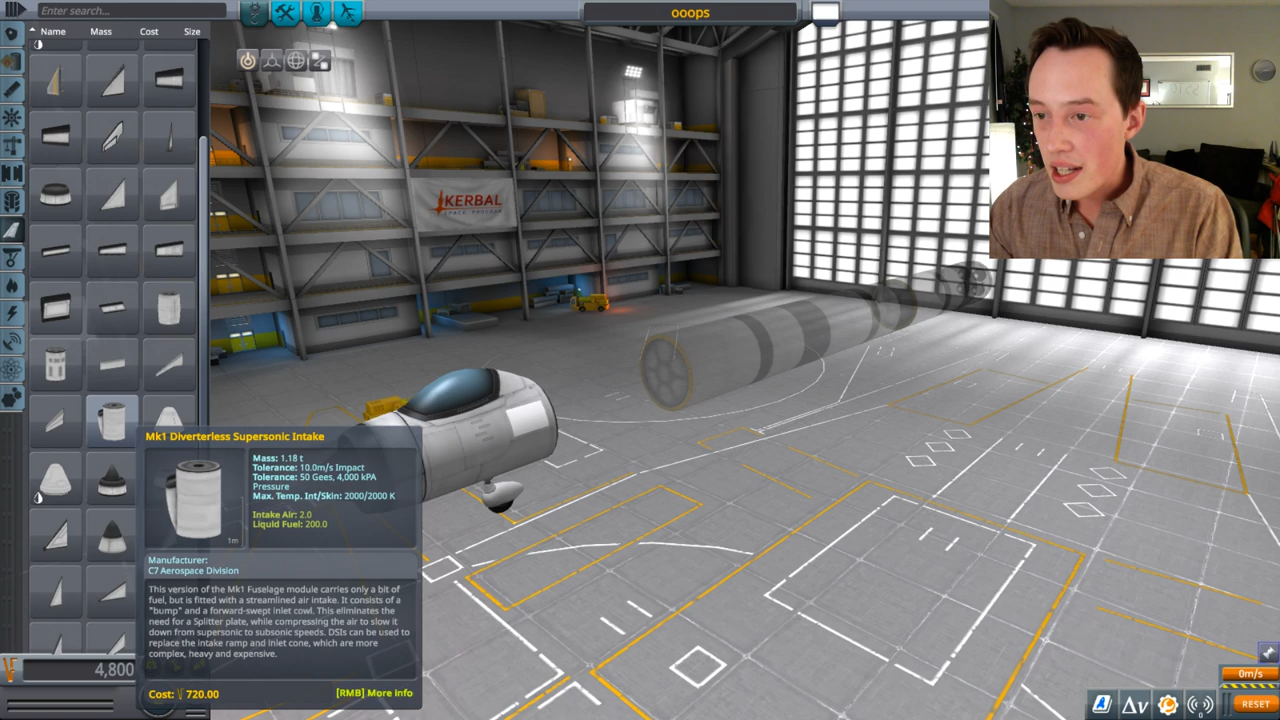 Enter search...
ooops
Name Mass Cost Size
KERBAL
SPACE PROGRAM
Mk1 Diverterless Supersonic Intake
Mass: 1.18 t
Tolerance: 10.0m/s Impact
Tolerance: 50 Gees, 4,000 kPa
Pressure
Max. Temp. Int/Skin: 2000/2000 K
Intake Air: 2.0
Liquid Fuel: 200.0
1m
Manufacturer:
C7 Aerospace Division
This version of the Mk1 Fuselage module carries only a bit of
fuel, but is fitted with a streamlined air intake. It consists of a
"bump" and a forward-swept inlet cowl. This eliminates the
need for a Splitter plate, while compressing the air to slow it
down from supersonic to subsonic speeds. DSIs can be used to
replace the intake ramp and inlet cone, which are more
complex, heavy and expensive.
Cost: 720.00 [RMB] More Info
4,800
0m/s
Δv
0
RESET